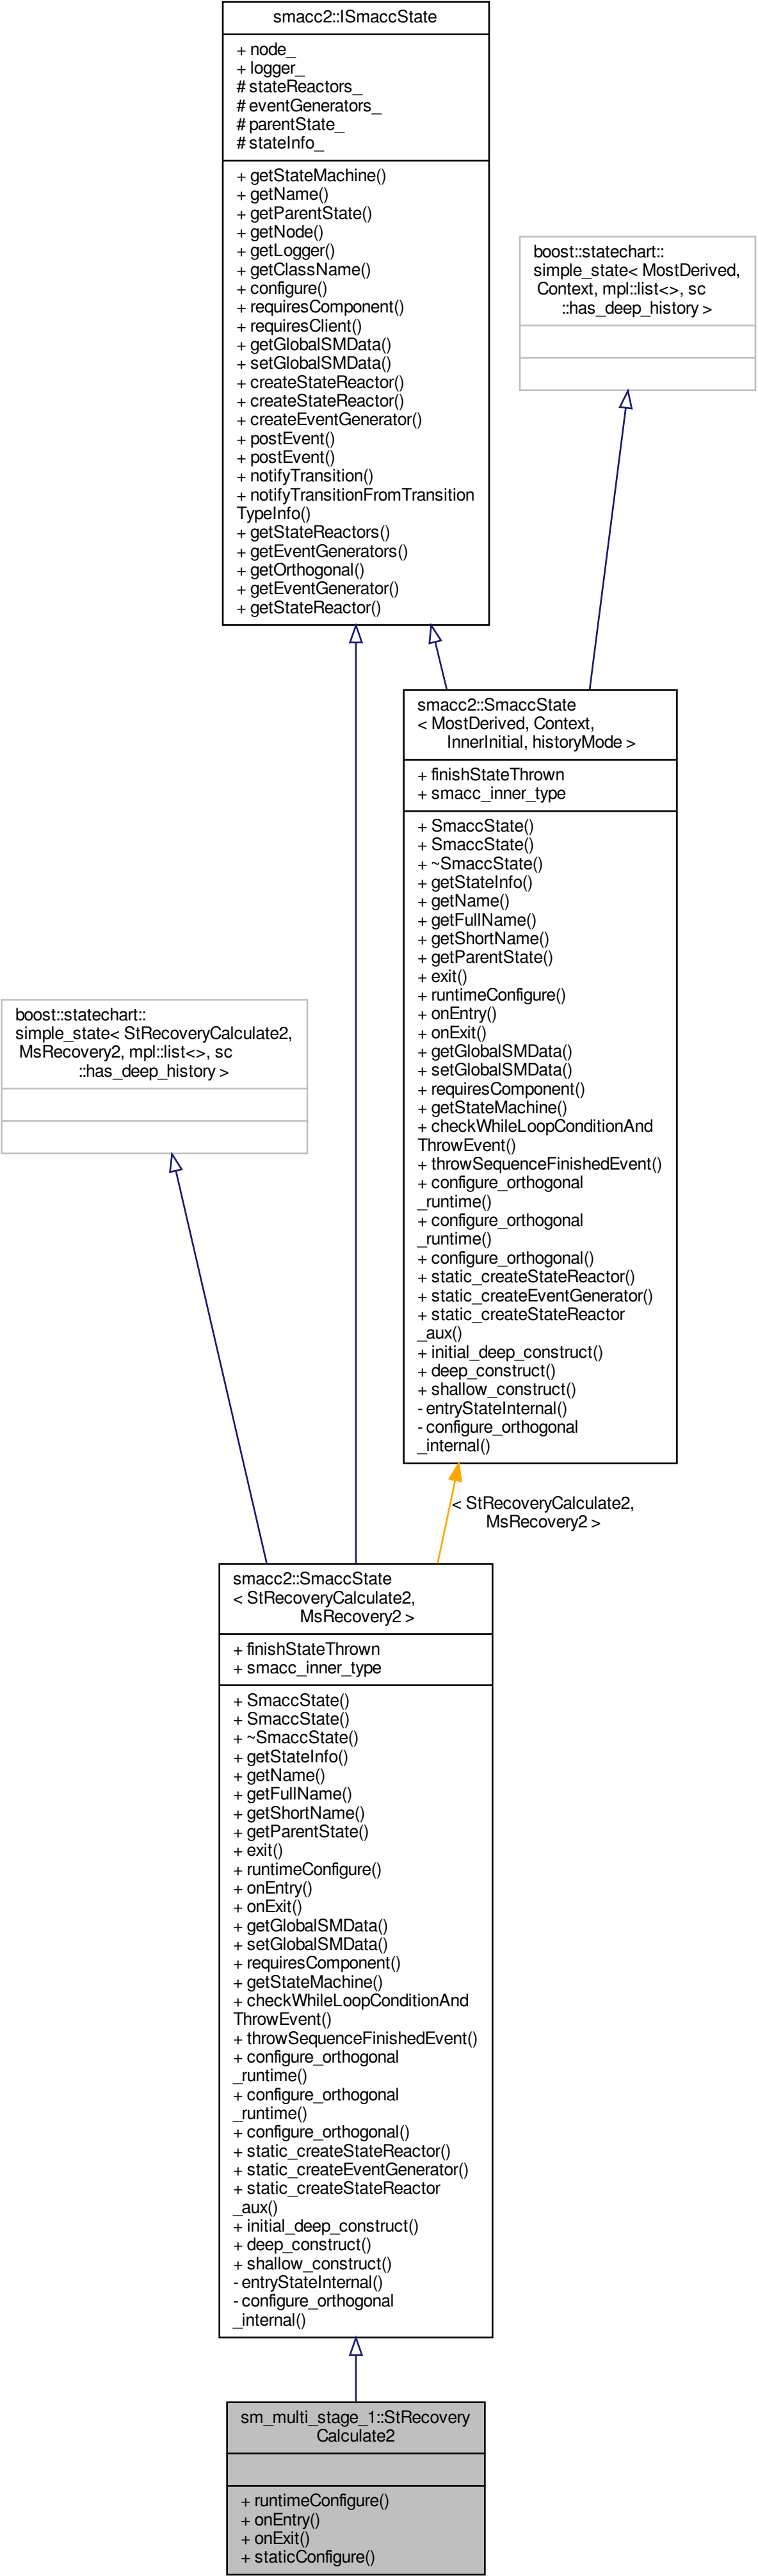 smacc2::ISmaccState
+ node_
+ logger_
# stateReactors_
# eventGenerators_
# parentState_
# stateInfo_
+ getStateMachine()
+ getName()
+ getParentState()
+ getNode()
+ getLogger()
+ getClassName()
+ configure()
+ requiresComponent()
+ requiresClient()
+ getGlobalSMData()
+ setGlobalSMData()
+ createStateReactor()
+ createStateReactor()
+ createEventGenerator()
+ postEvent()
+ postEvent()
+ notifyTransition()
+ notifyTransitionFromTransition
TypeInfo()
+ getStateReactors()
+ getEventGenerators()
+ getOrthogonal()
+ getEventGenerator()
+ getStateReactor()
boost::statechart::
simple_state< MostDerived,
Context, mpl::list<>, sc
::has_deep_history >
smacc2::SmaccState
< MostDerived, Context,
InnerInitial, historyMode >
+ finishStateThrown
+ smacc_inner_type
+ SmaccState()
+ SmaccState()
+ ~SmaccState()
+ getStateInfo()
+ getName()
+ getFullName()
+ getShortName()
+ getParentState()
+ exit()
+ runtimeConfigure()
+ onEntry()
+ onExit()
+ getGlobalSMData()
+ setGlobalSMData()
+ requiresComponent()
+ getStateMachine()
+ checkWhileLoopConditionAnd
ThrowEvent()
+ throwSequenceFinishedEvent()
+ configure_orthogonal
_runtime()
+ configure_orthogonal
_runtime()
+ configure_orthogonal()
+ static_createStateReactor()
+ static_createEventGenerator()
+ static_createStateReactor
_aux()
+ initial_deep_construct()
+ deep_construct()
+ shallow_construct()
- entryStateInternal()
- configure_orthogonal
_internal()
boost::statechart::
simple_state< StRecoveryCalculate2,
MsRecovery2, mpl::list<>, sc
::has_deep_history >
< StRecoveryCalculate2,
MsRecovery2 >
smacc2::SmaccState
< StRecoveryCalculate2,
MsRecovery2 >
+ finishStateThrown
+ smacc_inner_type
+ SmaccState()
+ SmaccState()
+ ~SmaccState()
+ getStateInfo()
+ getName()
+ getFullName()
+ getShortName()
+ getParentState()
+ exit()
+ runtimeConfigure()
+ onEntry()
+ onExit()
+ getGlobalSMData()
+ setGlobalSMData()
+ requiresComponent()
+ getStateMachine()
+ checkWhileLoopConditionAnd
ThrowEvent()
+ throwSequenceFinishedEvent()
+ configure_orthogonal
_runtime()
+ configure_orthogonal
_runtime()
+ configure_orthogonal()
+ static_createStateReactor()
+ static_createEventGenerator()
+ static_createStateReactor
_aux()
+ initial_deep_construct()
+ deep_construct()
+ shallow_construct()
- entryStateInternal()
- configure_orthogonal
_internal()
sm_multi_stage_1::StRecovery
Calculate2
+ runtimeConfigure()
+ onEntry()
+ onExit()
+ staticConfigure()